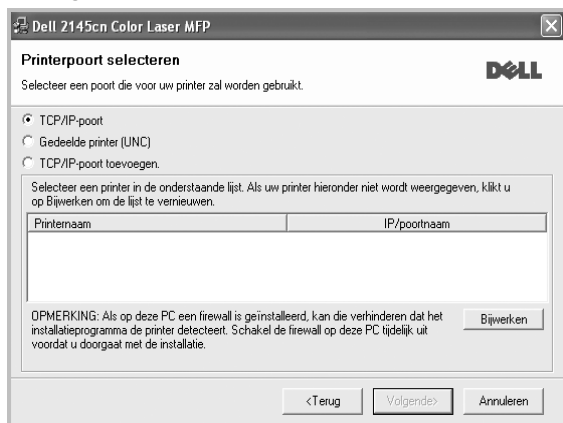 Dell 2145cn Color Laser MFP
Printerpoort selecteren
Selecteer een poort die voor uw printer zal worden gebruikt.
DELL
TCP/IP-poort
Gedeelde printer (UNC)
TCP/IP-poort toevoegen.
Selecteer een printer in de onderstaande lijst. Als uw printer hieronder niet wordt weergegeven, klikt u
op Bijwerken om de lijst te vernieuwen.
Printernaam IP/poortnaam
OPMERKING: Als op deze PC een firewall is geïnstalleerd, kan die verhinderen dat het
installatieprogramma de printer detecteert. Schakel de firewall op deze PC tijdelijk uit
voordat u doorgaat met de installatie.
Bijwerken
<Terug Volgende> Annuleren